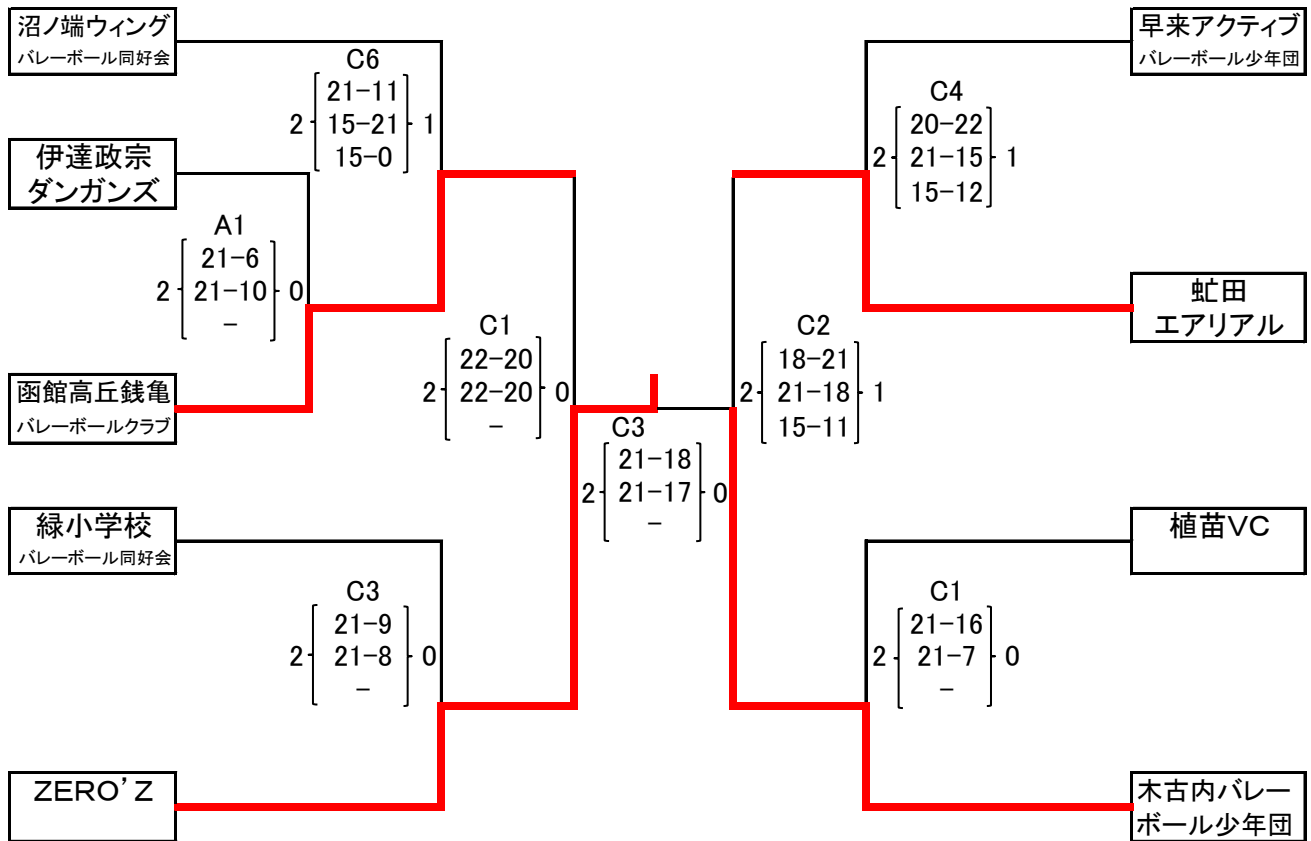 沼ノ端ウィング
バレーボール同好会
伊達政宗
ダンガンズ
函館高丘銭亀
バレーボールクラブ
緑小学校
バレーボール同好会
ZERO'Z
C6
21-11
2 15-21 1
15-0
A1
21-6
2 21-10 0
-
C1
22-20
2 22-20 0
-
C3
21-9
2 21-8 0
-
C3
21-18
2 21-17 0
-
C2
18-21
2 21-18 1
15-11
C4
20-22
2 21-15 1
15-12
C1
21-16
2 21-7 0
-
早来アクティブ
バレーボール少年団
虻田
エアリアル
植苗VC
木古内バレー
ボール少年団